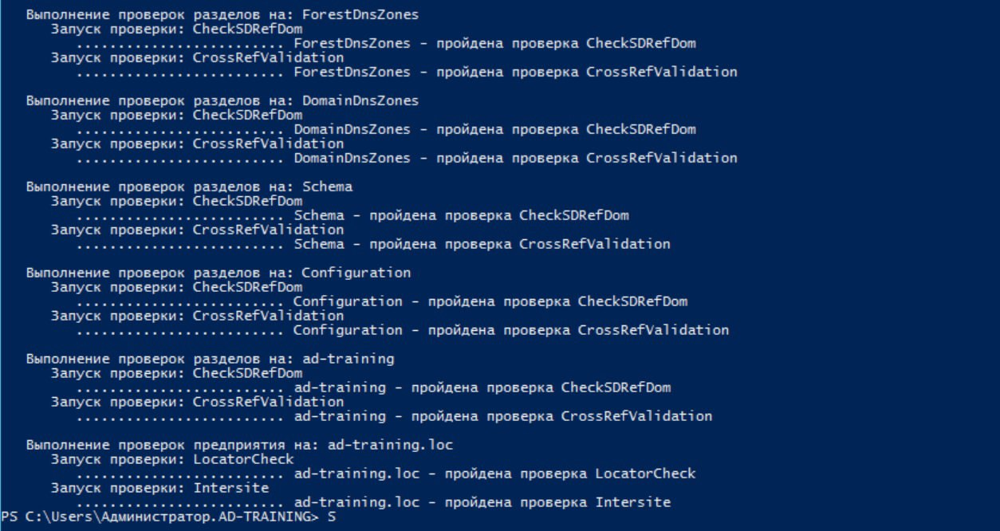 Выполнение проверок разделов на: ForestDnsZones
Запуск проверки: CheckSDRefDom
......................... ForestDnsZones - пройдена проверка CheckSDRefDom
Запуск проверки: CrossRefValidation
......................... ForestDnsZones - пройдена проверка CrossRefValidation
Выполнение проверок разделов на: DomainDnsZones
Запуск проверки: CheckSDRefDom
......................... DomainDnsZones - пройдена проверка CheckSDRefDom
Запуск проверки: CrossRefValidation
......................... DomainDnsZones - пройдена проверка CrossRefValidation
Выполнение проверок разделов на: Schema
Запуск проверки: CheckSDRefDom
......................... Schema - пройдена проверка CheckSDRefDom
Запуск проверки: CrossRefValidation
......................... Schema - пройдена проверка CrossRefValidation
Выполнение проверок разделов на: Configuration
Запуск проверки: CheckSDRefDom
......................... Configuration - пройдена проверка CheckSDRefDom
Запуск проверки: CrossRefValidation
......................... Configuration - пройдена проверка CrossRefValidation
Выполнение проверок разделов на: ad-training
Запуск проверки: CheckSDRefDom
......................... ad-training - пройдена проверка CheckSDRefDom
Запуск проверки: CrossRefValidation
......................... ad-training - пройдена проверка CrossRefValidation
Выполнение проверок предприятия на: ad-training.loc
Запуск проверки: LocatorCheck
......................... ad-training.loc - пройдена проверка LocatorCheck
Запуск проверки: Intersite
......................... ad-training.loc - пройдена проверка Intersite
PS C:\Users\Администратор.AD-TRAINING> S